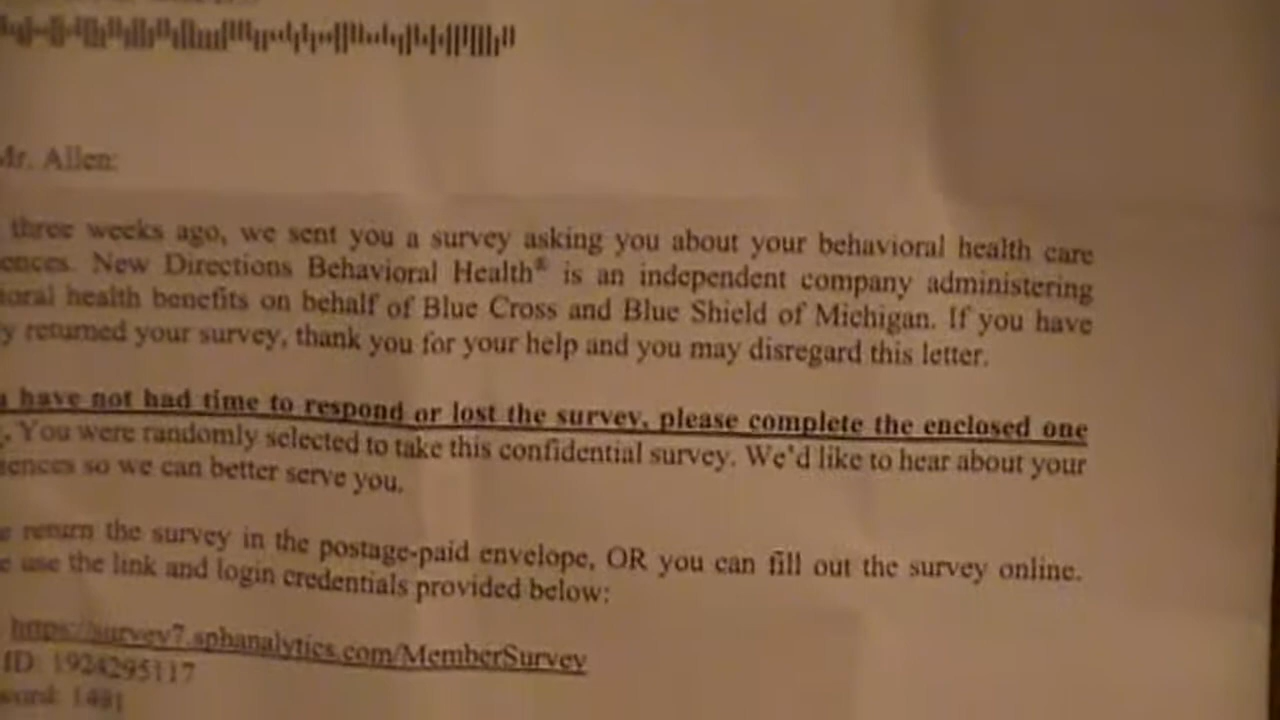 Mr. Allen:
three weeks ago, we sent you a survey asking you about your behavioral health care
ences. New Directions Behavioral Health® is an independent company administering
oral health benefits on behalf of Blue Cross and Blue Shield of Michigan. If you have
y returned your survey, thank you for your help and you may disregard this letter.
have not had time to respond or lost the survey, please complete the enclosed one
. You were randomly selected to take this confidential survey. We'd like to hear about your
iences so we can better serve you.
e return the survey in the postage-paid envelope, OR you can fill out the survey online.
e use the link and login credentials provided below:
https://survey7.sphanalytics.com/MemberSurvey
ID: 1924295117
word: 1481